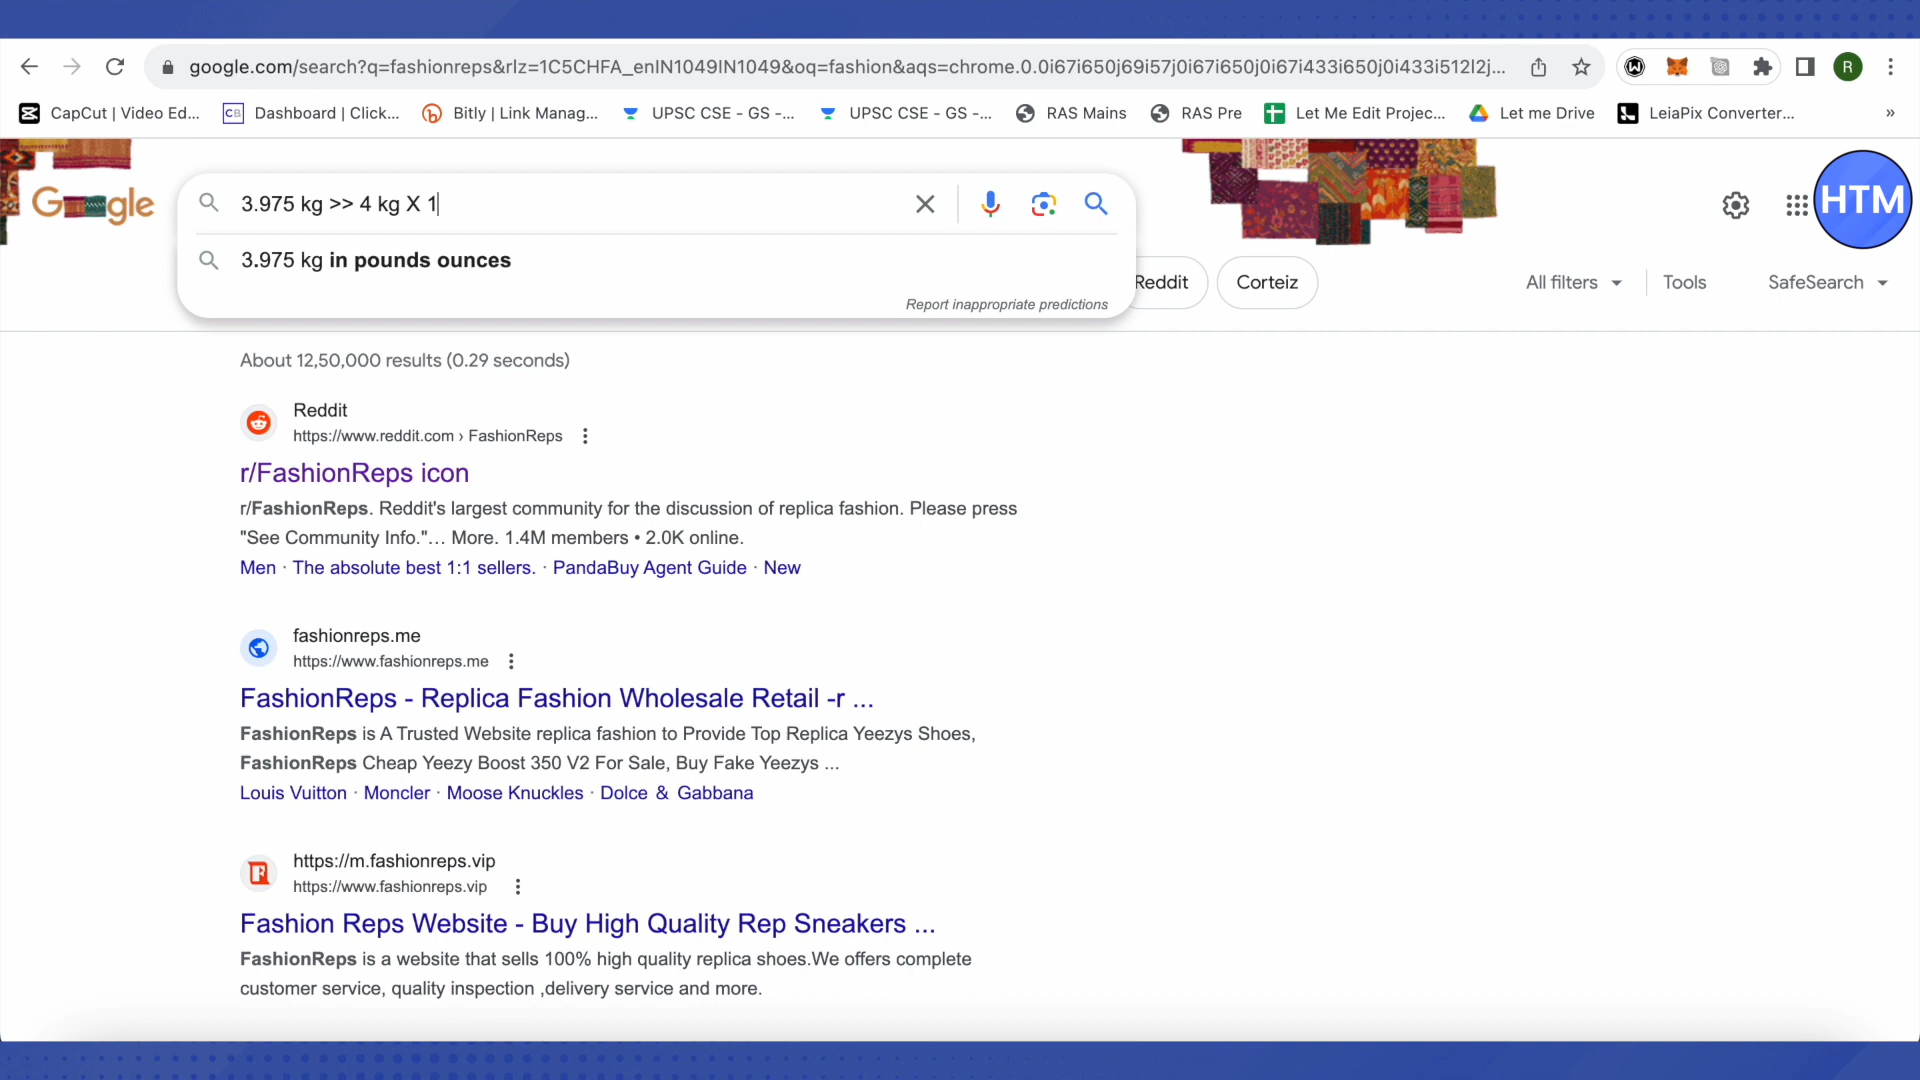 google.com/search?q=fashionreps&rlz=1C5CHFA_enIN1049IN1049&oq=fashion&aqs=chrome.0.0i67i650j69i57j0i67i650j0i67i433i650j0i433i512l2j...
R
CapCut | Video Ed...
CB Dashboard | Click...
Bitly | Link Manag...
UPSC CSE - GS -...
UPSC CSE - GS -...
RAS Mains
RAS Pre
Let Me Edit Projec...
Let me Drive
LeiaPix Converter...
»
Google
3.975 kg >> 4 kg X 1
HTM
3.975 kg in pounds ounces
Report inappropriate predictions
Reddit
Corteiz
All filters
Tools
SafeSearch
About 12,50,000 results (0.29 seconds)
Reddit
https://www.reddit.com › FashionReps
r/FashionReps icon
r/FashionReps. Reddit's largest community for the discussion of replica fashion. Please press
"See Community Info."... More. 1.4M members • 2.0K online.
Men · The absolute best 1:1 sellers. · PandaBuy Agent Guide · New
fashionreps.me
https://www.fashionreps.me
FashionReps - Replica Fashion Wholesale Retail -r ...
FashionReps is A Trusted Website replica fashion to Provide Top Replica Yeezys Shoes,
FashionReps Cheap Yeezy Boost 350 V2 For Sale, Buy Fake Yeezys ...
Louis Vuitton · Moncler · Moose Knuckles · Dolce & Gabbana
https://m.fashionreps.vip
https://www.fashionreps.vip
Fashion Reps Website - Buy High Quality Rep Sneakers ...
FashionReps is a website that sells 100% high quality replica shoes.We offers complete
customer service, quality inspection ,delivery service and more.